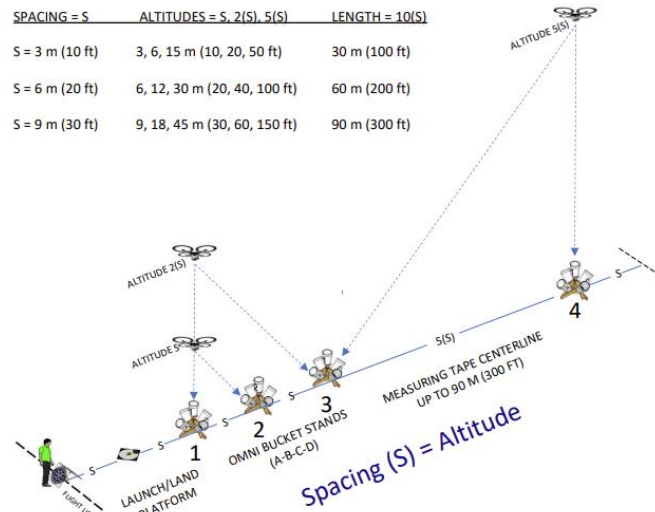 SPACING = S ALTITUDES = S, 2(S), 5(S) LENGTH = 10(S)
S = 3 m (10 ft) 3, 6, 15 m (10, 20, 50 ft) 30 m (100 ft)
S = 6 m (20 ft) 6, 12, 30 m (20, 40, 100 ft) 60 m (200 ft)
S = 9 m (30 ft) 9, 18, 45 m (30, 60, 150 ft) 90 m (300 ft)
ALTITUDE 5(S)
ALTITUDE 2(S)
ALTITUDE S
S
4
5(S)
MEASURING TAPE CENTERLINE
UP TO 90 M (300 FT)
S
3
S
2
OMNI BUCKET STANDS
(A-B-C-D)
S
1
S
LAUNCH/LAND
PLATFORM
FLIGHT
Spacing (S) = Altitude